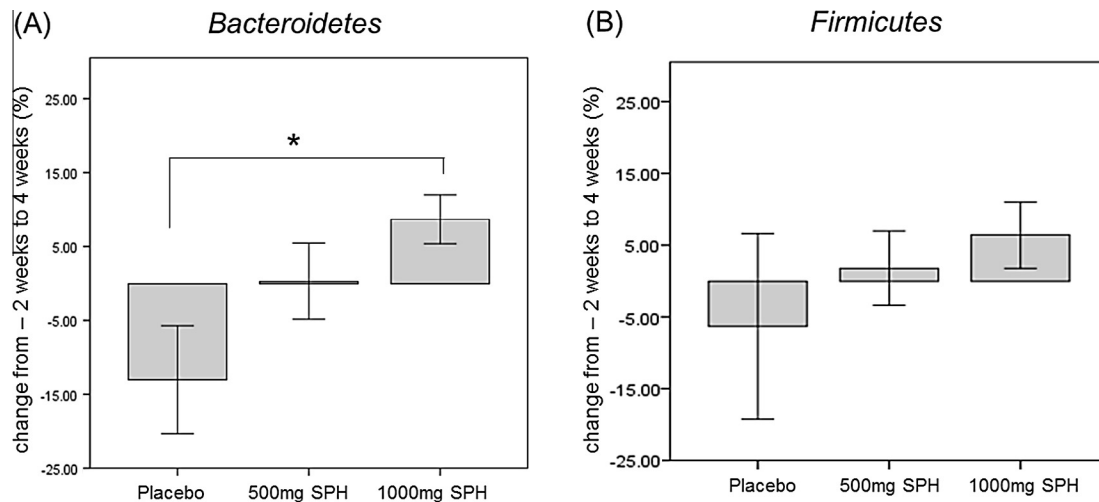 (A)
Bacteroidetes
change from – 2 weeks to 4 weeks (%)
25.00
15.00
5.00
-5.00
-15.00
-25.00
*
Placebo
500mg SPH
1000mg SPH
(B)
Firmicutes
change from – 2 weeks to 4 weeks (%)
25.00
15.00
5.00
-5.00
-15.00
-25.00
Placebo
500mg SPH
1000mg SPH